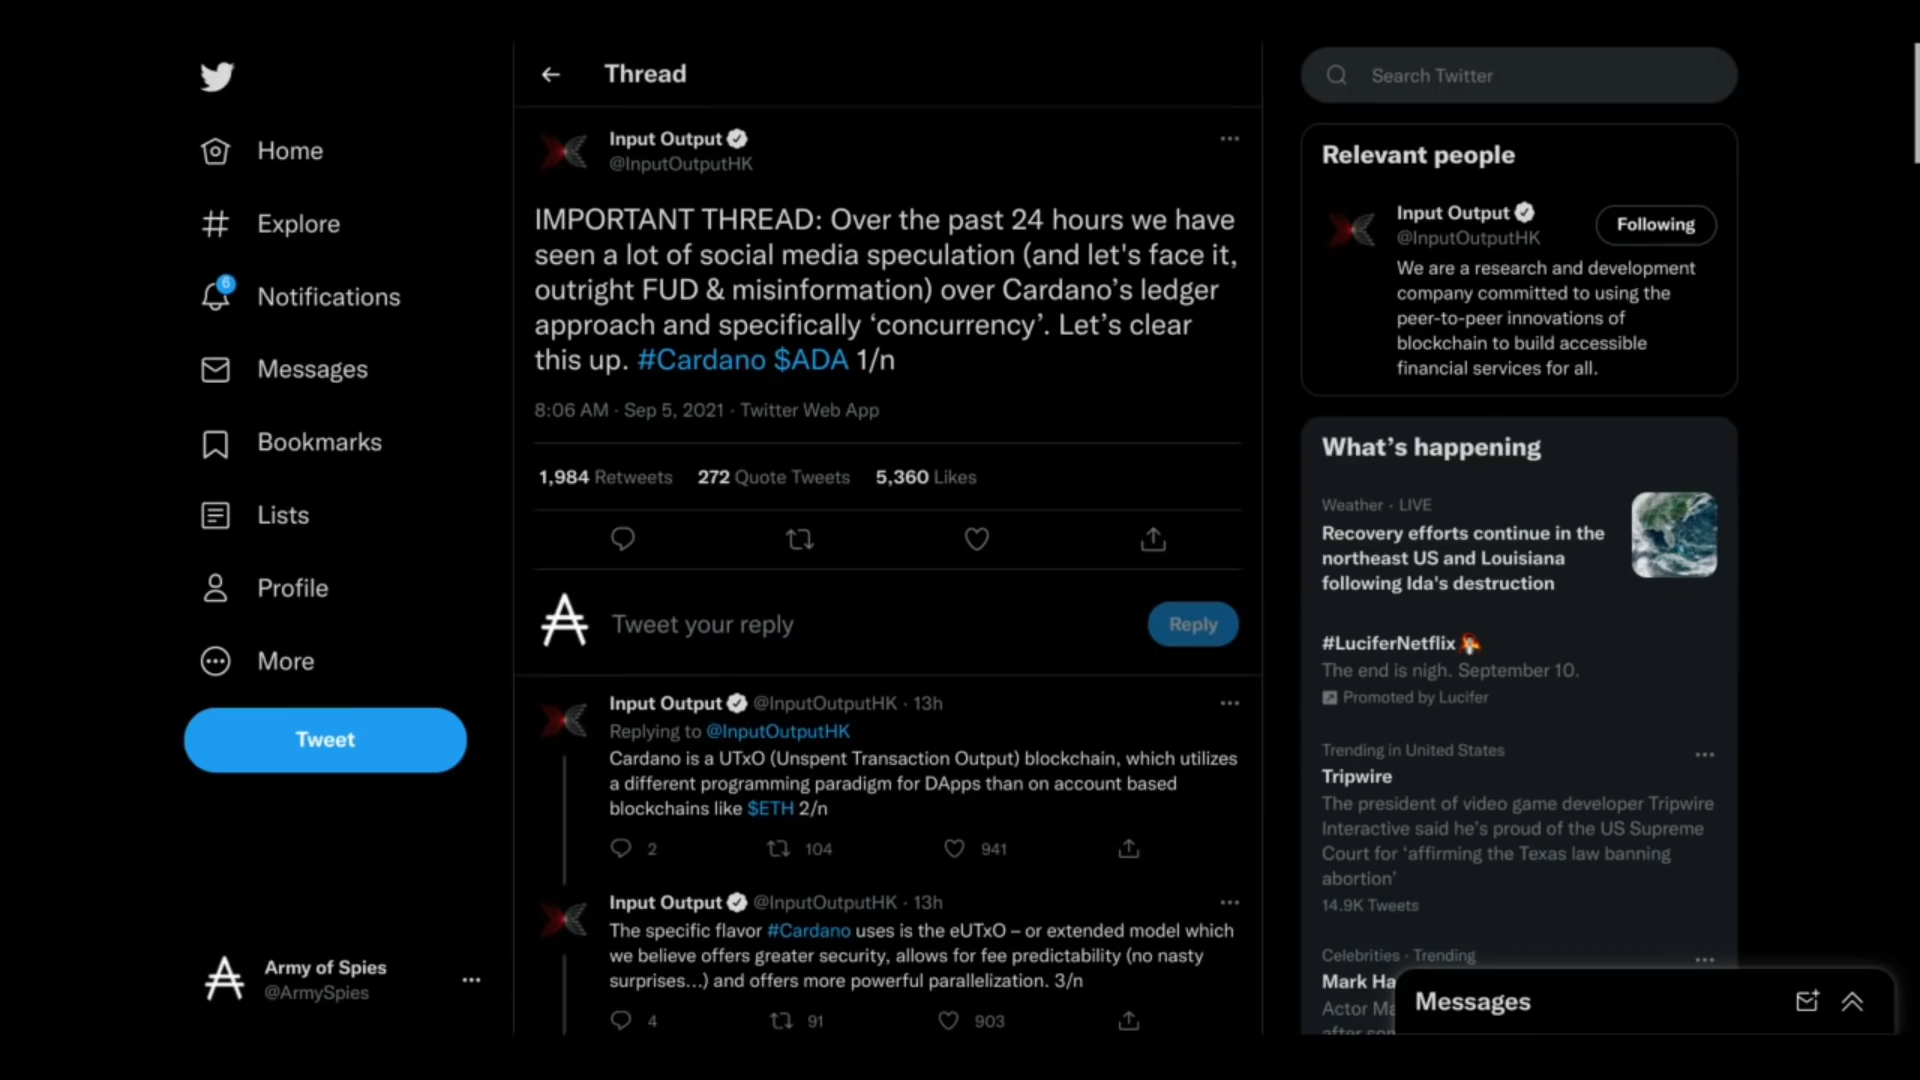 Home
Explore
6
Notifications
Messages
Bookmarks
Lists
Profile
More
Tweet
Army of Spies
@ArmySpies
Thread
Input Output
@InputOutputHK
IMPORTANT THREAD: Over the past 24 hours we have
seen a lot of social media speculation (and let's face it,
outright FUD & misinformation) over Cardano’s ledger
approach and specifically ‘concurrency’. Let’s clear
this up. #Cardano $ADA 1/n
8:06 AM · Sep 5, 2021 · Twitter Web App
1,984 Retweets 272 Quote Tweets 5,360 Likes
Tweet your reply
Reply
Input Output @InputOutputHK · 13h
Replying to @InputOutputHK
Cardano is a UTxO (Unspent Transaction Output) blockchain, which utilizes
a different programming paradigm for DApps than on account based
blockchains like $ETH 2/n
2 104 941
Input Output @InputOutputHK · 13h
The specific flavor #Cardano uses is the eUTxO – or extended model which
we believe offers greater security, allows for fee predictability (no nasty
surprises...) and offers more powerful parallelization. 3/n
4 91 903
Search Twitter
Relevant people
Input Output
@InputOutputHK
Following
We are a research and development
company committed to using the
peer-to-peer innovations of
blockchain to build accessible
financial services for all.
What’s happening
Weather · LIVE
Recovery efforts continue in the
northeast US and Louisiana
following Ida's destruction
#LuciferNetflix
The end is nigh. September 10.
Promoted by Lucifer
Trending in United States
Tripwire
The president of video game developer Tripwire
Interactive said he’s proud of the US Supreme
Court for ‘affirming the Texas law banning
abortion’
14.9K Tweets
Celebrities · Trending
Mark Ha
Actor Ma
after son
Messages